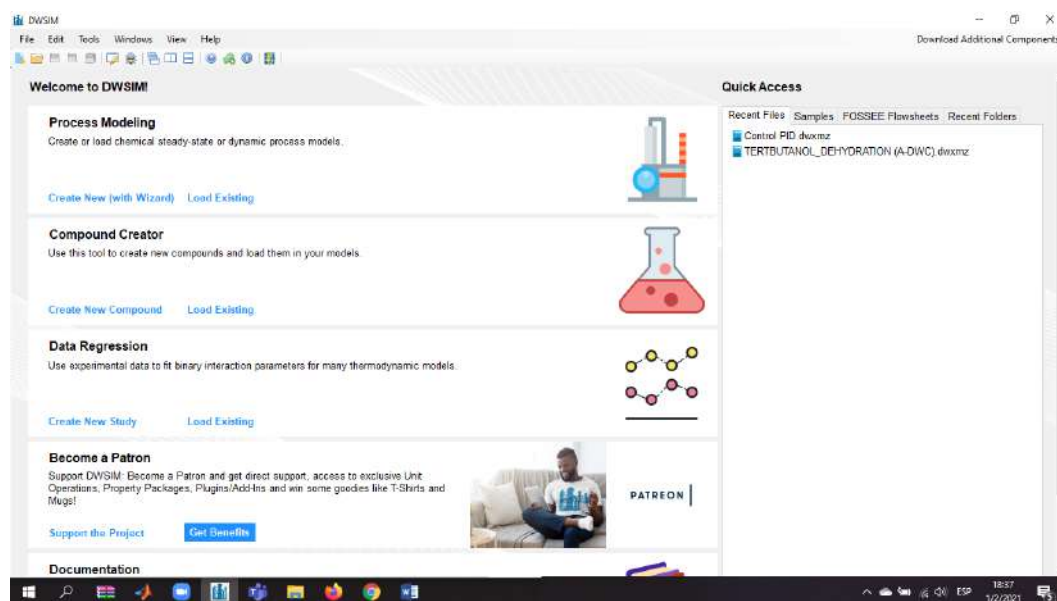 DWSIM
File Edit Tools Windows View Help
Download Additional Components
Welcome to DWSIM!
Process Modeling
Create or load chemical steady-state or dynamic process models.
Create New (with Wizard) Load Existing
Compound Creator
Use this tool to create new compounds and load them in your models.
Create New Compound Load Existing
Data Regression
Use experimental data to fit binary interaction parameters for many thermodynamic models.
Create New Study Load Existing
Become a Patron
Support DWSIM: Become a Patron and get direct support, access to exclusive Unit
Operations, Property Packages, Plugins/Add-Ins and win some goodies like T-Shirts and
Mugs!
Support the Project Get Benefits
PATREON
Documentation
Quick Access
Recent Files Samples FOSSEE Flowsheets Recent Folders
Control PID dwxmz
TERTBUTANOL_DEHYDRATION (A-DWC).dwxmz
ESP
18:37
1/2/2021